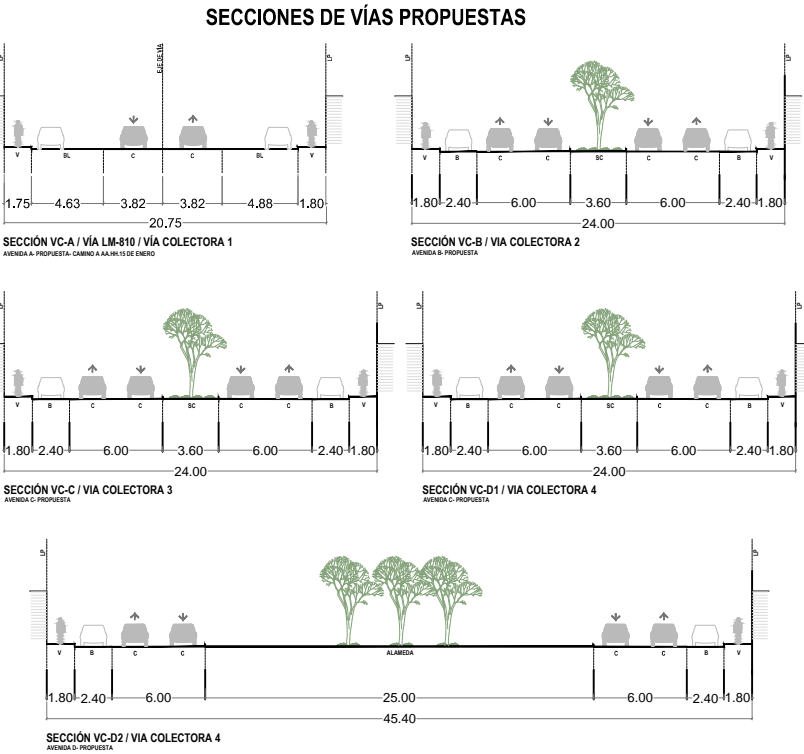 SECCIONES DE VÍAS PROPUESTAS
LP EJE DE VÍA LP
V BL C C BL V
1.75 4.63 3.82 3.82 4.88 1.80
20.75
SECCIÓN VC-A / VÍA LM-810 / VÍA COLECTORA 1
AVENIDA A- PROPUESTA- CAMINO A AA.HH.15 DE ENERO
LP LP
V B C C SC C C B V
1.80 2.40 6.00 3.60 6.00 2.40 1.80
24.00
SECCIÓN VC-B / VIA COLECTORA 2
AVENIDA B- PROPUESTA
LP LP
V B C C SC C C B V
1.80 2.40 6.00 3.60 6.00 2.40 1.80
24.00
SECCIÓN VC-C / VIA COLECTORA 3
AVENIDA C- PROPUESTA
LP LP
V B C C SC C C B V
1.80 2.40 6.00 3.60 6.00 2.40 1.80
24.00
SECCIÓN VC-D1 / VIA COLECTORA 4
AVENIDA C- PROPUESTA
LP LP
V B C C ALAMEDA C C B V
1.80 2.40 6.00 25.00 6.00 2.40 1.80
45.40
SECCIÓN VC-D2 / VIA COLECTORA 4
AVENIDA D- PROPUESTA